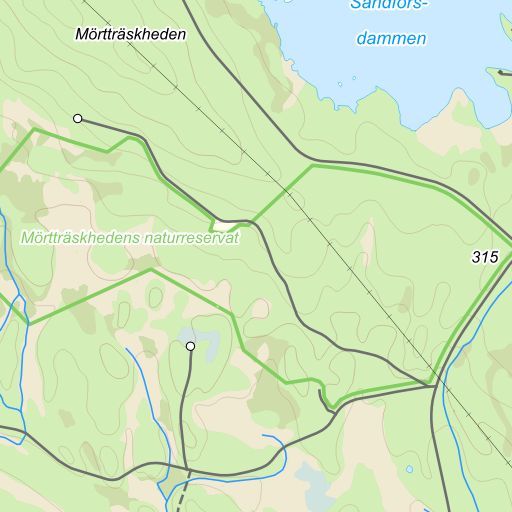 Sandfors-
dammen
Mörtträskheden
Mörtträskhedens naturreservat
315